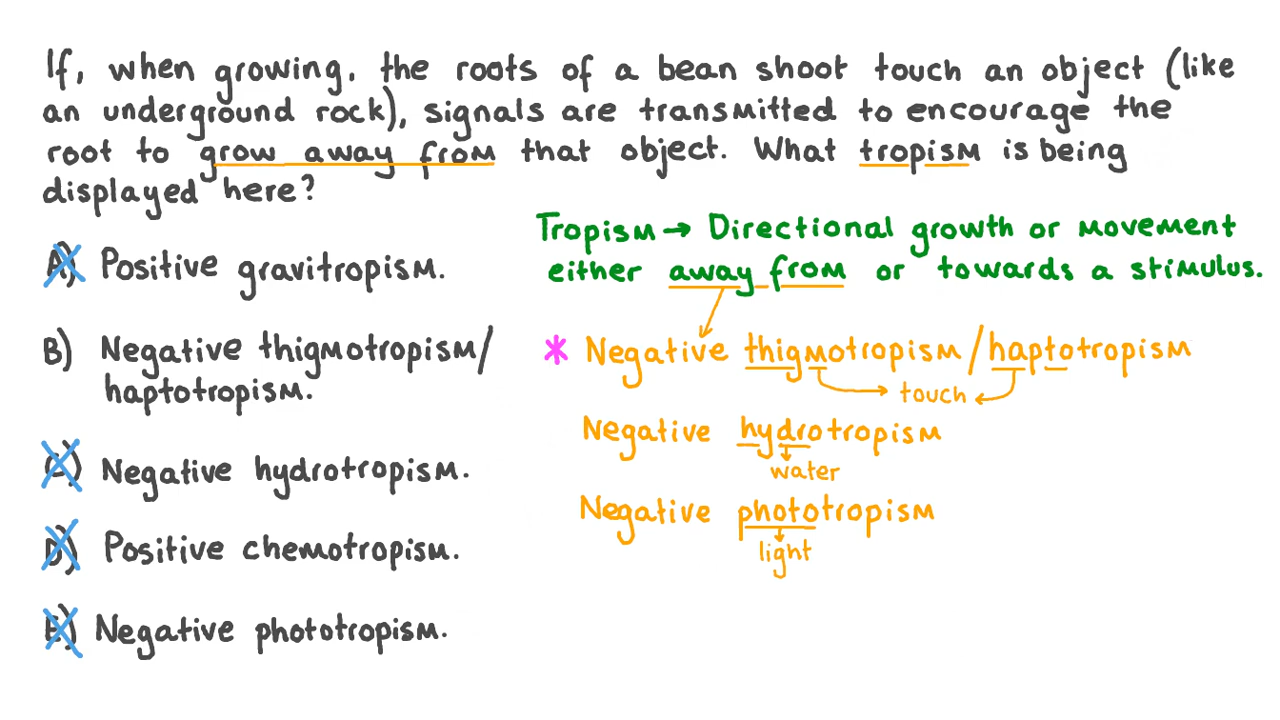 If, when growing, the roots of a bean shoot touch an object (like
an underground rock), signals are transmitted to encourage the
root to grow away from that object. What tropism is being
displayed here?
Tropism → Directional growth or movement
either away from or towards a stimulus.
A) Positive gravitropism.
B) Negative thigmotropism/
haptotropism.
* Negative thigmotropism/haptotropism
touch
Negative hydrotropism
water
C) Negative hydrotropism.
Negative phototropism
light
D) Positive chemotropism.
E) Negative phototropism.